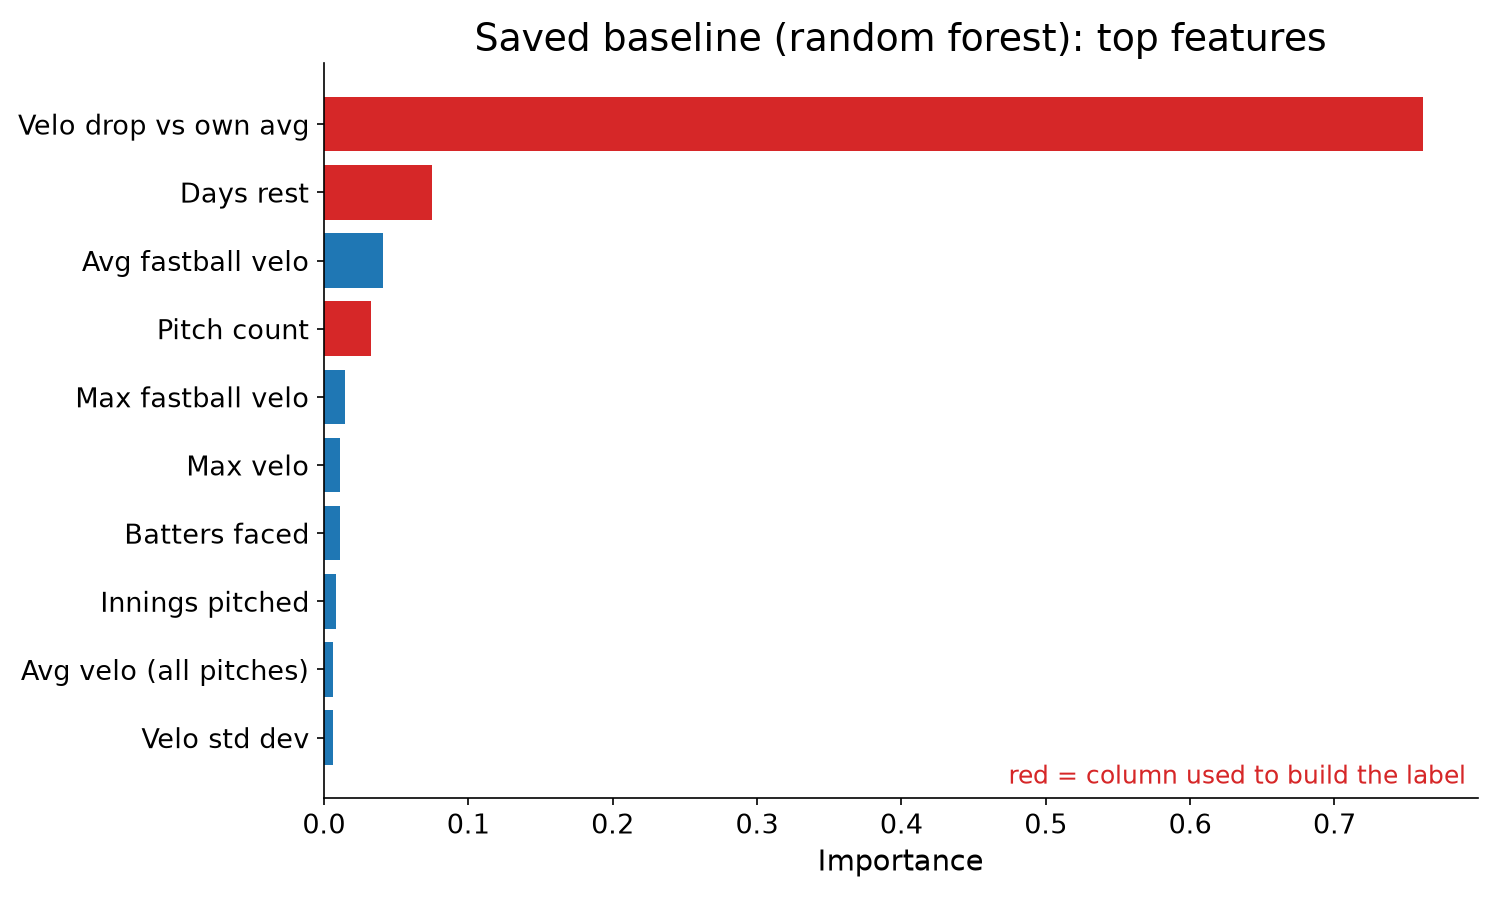 Saved baseline (random forest): top features
Velo drop vs own avg
Days rest
Avg fastball velo
Pitch count
Max fastball velo
Max velo
Batters faced
Innings pitched
Avg velo (all pitches)
Velo std dev
red = column used to build the label
0.0 0.1 0.2 0.3 0.4 0.5 0.6 0.7
Importance